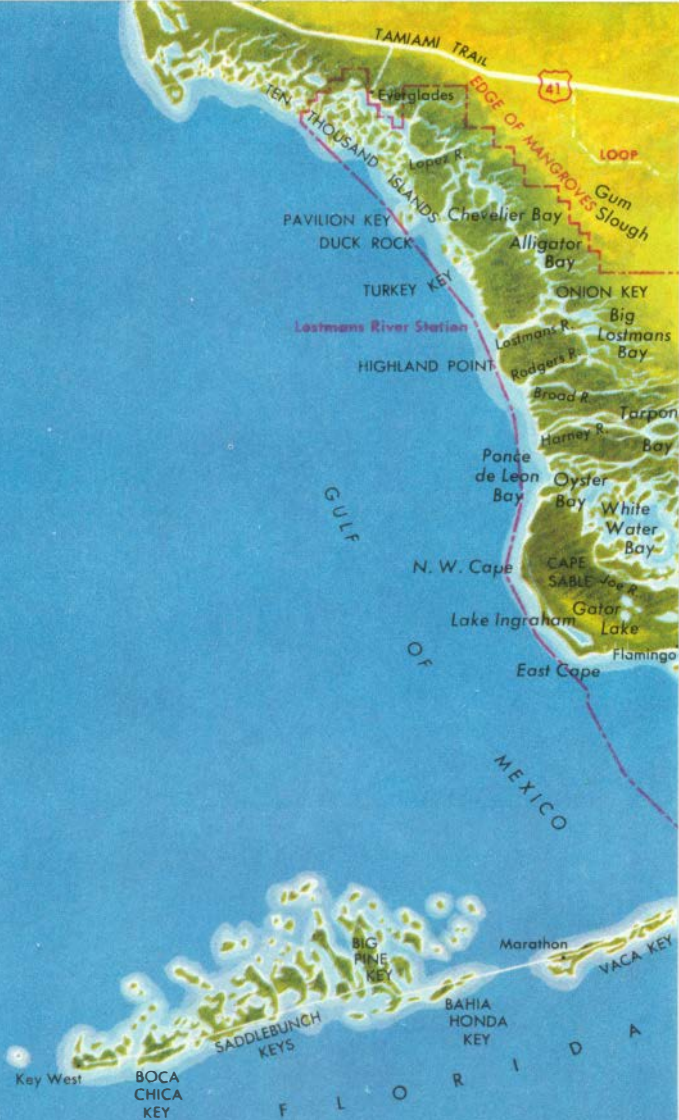 TAMIAMI TRAIL
41
TEN THOUSAND ISLANDS
Everglades
EDGE OF MANGROVES
LOOP
Lopez R.
Gum
Slough
PAVILION KEY
Chevelier Bay
DUCK ROCK
Alligator
Bay
TURKEY KEY
ONION KEY
Big
Lostmans
Bay
Lostmans River Station
Lostmans R.
HIGHLAND POINT
Rodgers R.
Broad R.
Tarpon
Bay
Harney R.
Ponce
de Leon
Bay
Oyster
Bay
White
Water
Bay
GULF
OF
MEXICO
N. W. Cape
CAPE
SABLE
Joe R.
Gator
Lake
Lake Ingraham
Flamingo
East Cape
BIG
PINE
KEY
Marathon
VACA KEY
BAHIA
HONDA
KEY
SADDLEBUNCH
KEYS
Key West
BOCA
CHICA
KEY
FLORIDA